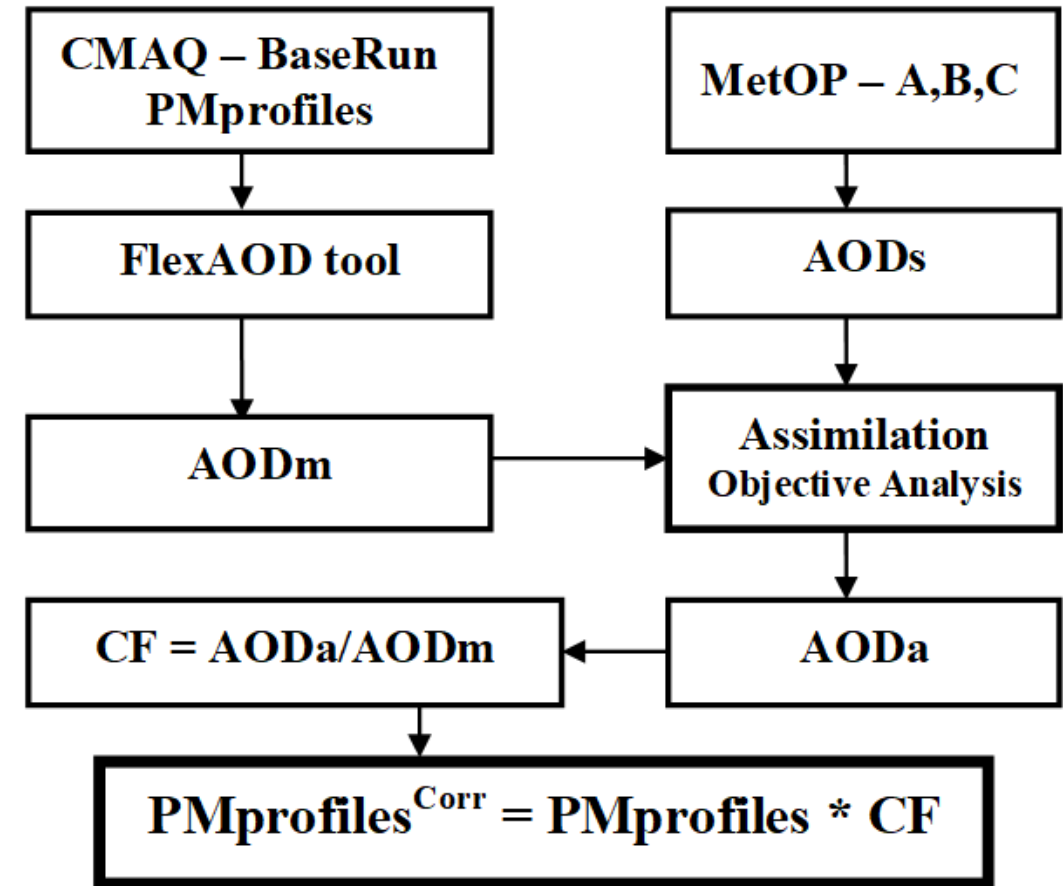 CMAQ – BaseRun
PMprofiles
MetOP – A,B,C
FlexAOD tool
AODs
AODm
Assimilation
Objective Analysis
CF = AODa/AODm
AODa
PMprofiles^Corr = PMprofiles * CF